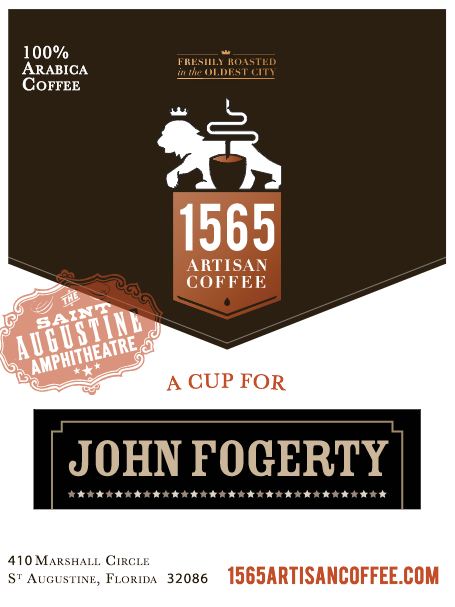 100%
ARABICA
COFFEE
FRESHLY ROASTED
in the OLDEST CITY
1565
ARTISAN
COFFEE
THE
SAINT
AUGUSTINE
AMPHITHEATRE
A CUP FOR
JOHN FOGERTY
410 MARSHALL CIRCLE
ST AUGUSTINE, FLORIDA 32086
1565ARTISANCOFFEE.COM